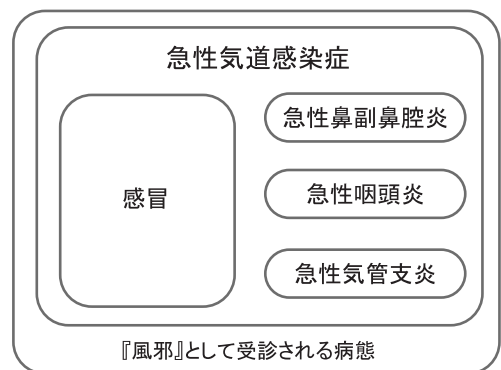 急性気道感染症
感冒
急性鼻副鼻腔炎
急性咽頭炎
急性気管支炎
『風邪』として受診される病態